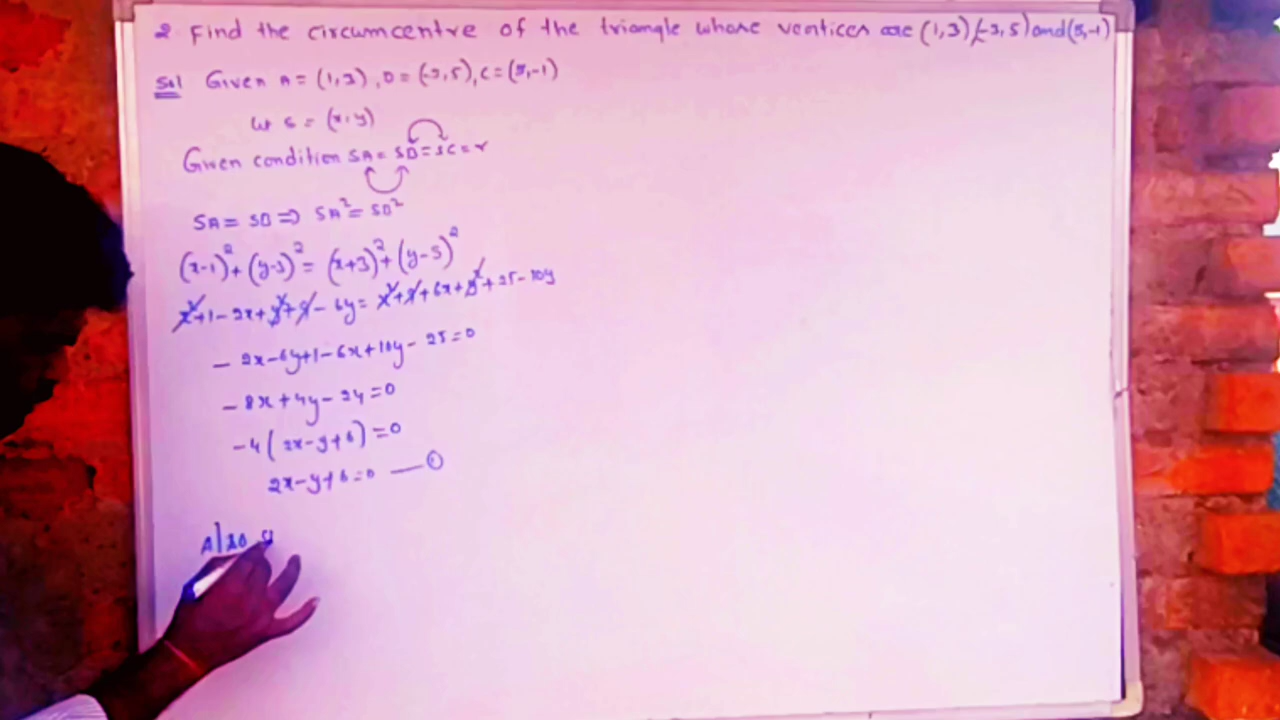 2 Find the circumcentre of the triangle whose vertices are (1,3) (-3,5) and (5,-1)
Sol Given A = (1,3), B = (-3,5), C = (5,-1)
Let S = (x,y)
Given condition SA = SB = SC = r
SA = SB ⇒ SA² = SB²
(x-1)² + (y-3)² = (x+3)² + (y-5)²
x²+1-2x+y²+9-6y = x²+9+6x+y²+25-10y
- 2x-6y+1-6x+10y-25=0
-8x+4y-24=0
-4(2x-y+6)=0
2x-y+6=0 — ①
Also S